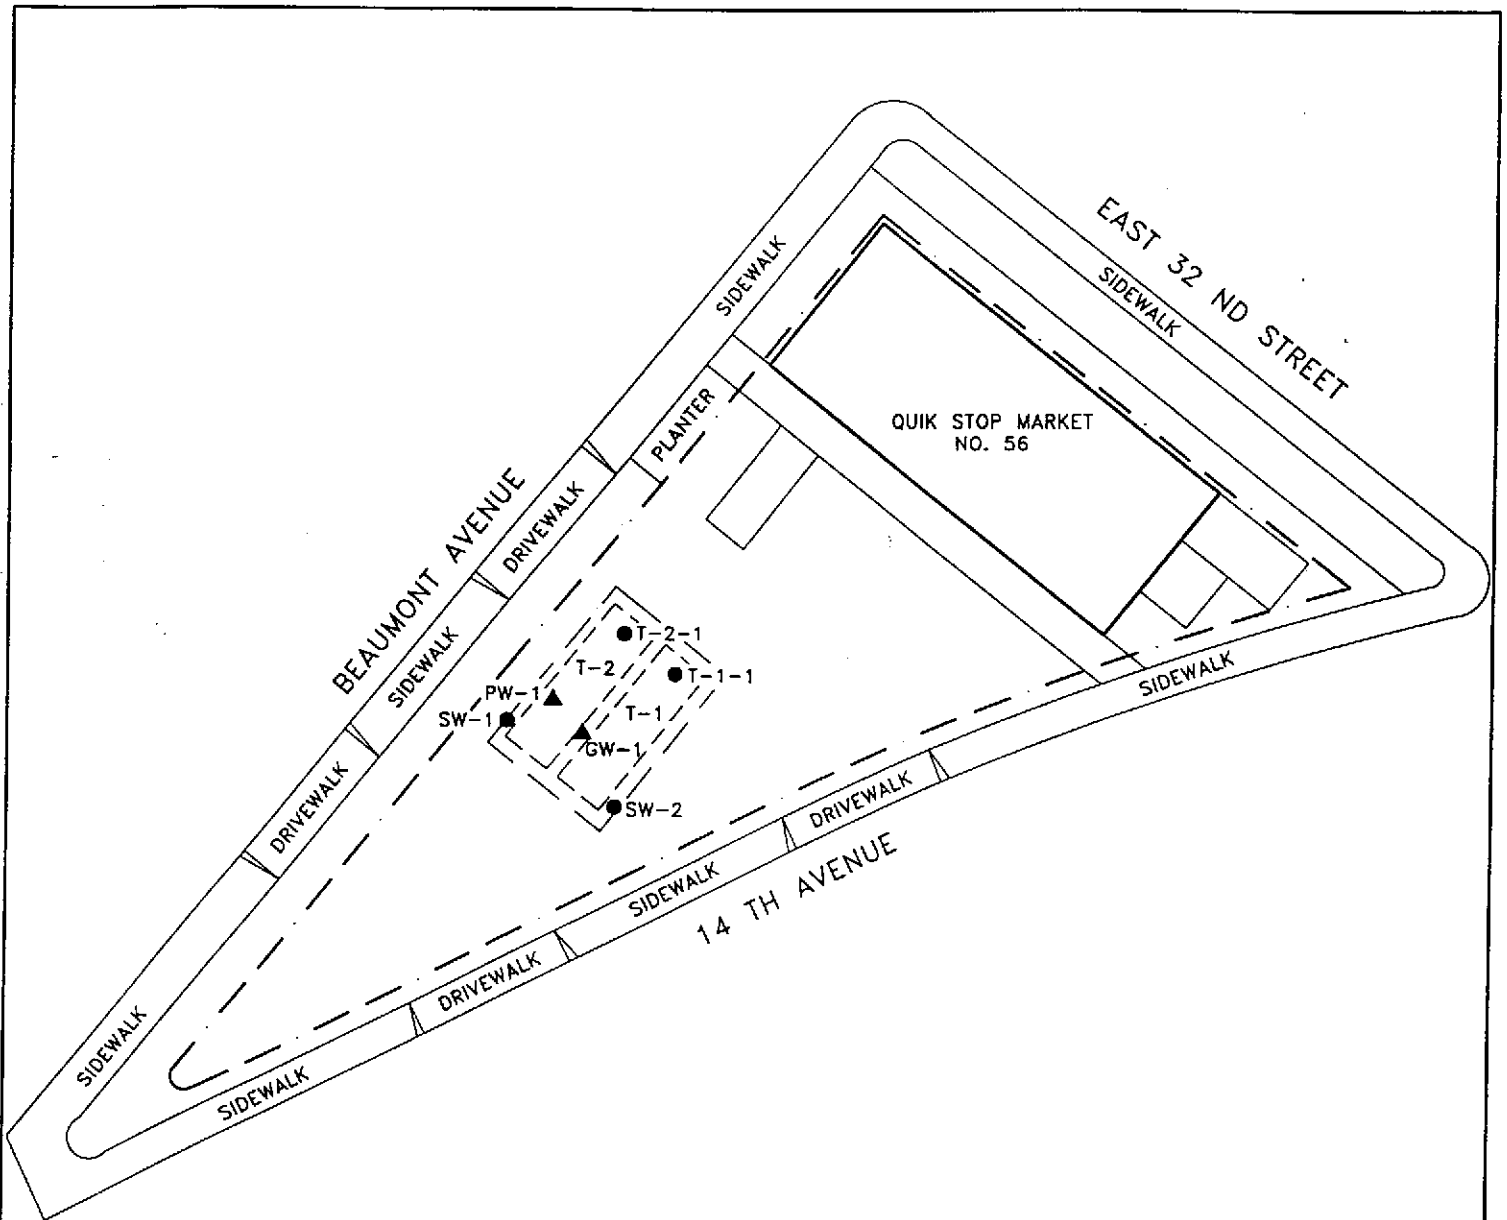 EAST 32 ND STREET
SIDEWALK
SIDEWALK
QUIK STOP MARKET
NO. 56
PLANTER
BEAUMONT AVENUE
DRIVEWALK
SIDEWALK
DRIVEWALK
SIDEWALK
T-2-1
T-2
T-1-1
PW-1
SW-1
T-1
GW-1
SW-2
SIDEWALK
DRIVEWALK
SIDEWALK
14 TH AVENUE
DRIVEWALK
SIDEWALK